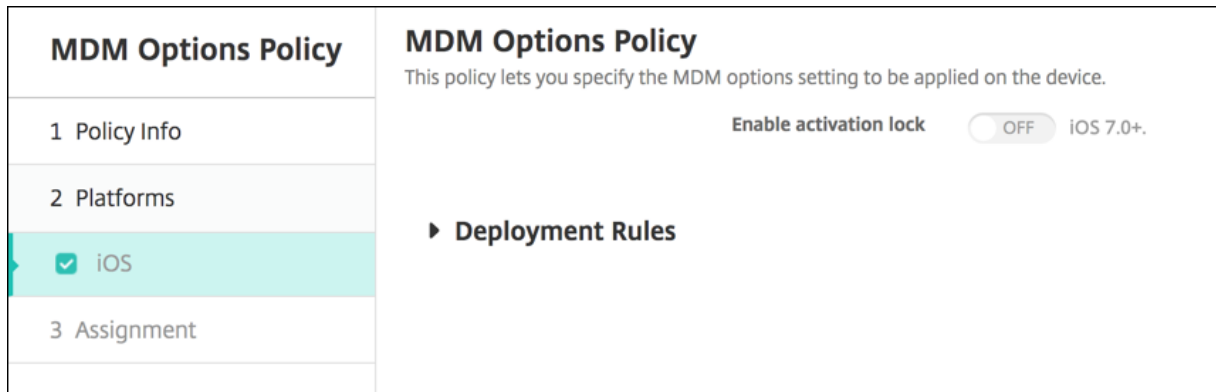 MDM Options Policy
1 Policy Info
2 Platforms
iOS
3 Assignment
MDM Options Policy
This policy lets you specify the MDM options setting to be applied on the device.
Enable activation lock OFF iOS 7.0+.
Deployment Rules